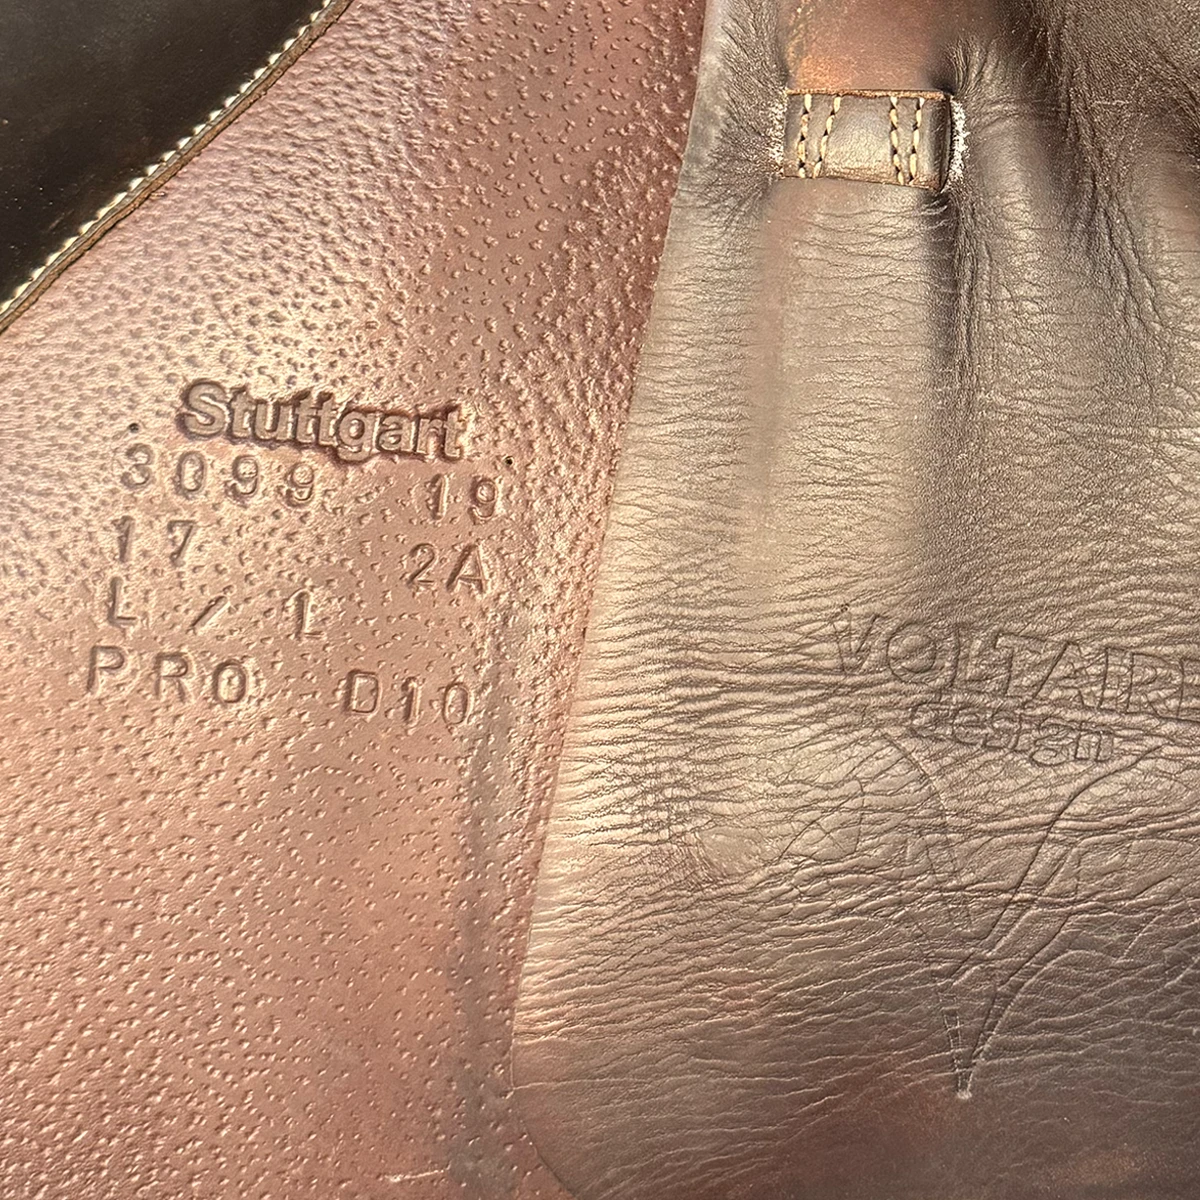 Stuttgart
3099 19
17 2A
L / L
PRO D10
VOLTAIRE
design